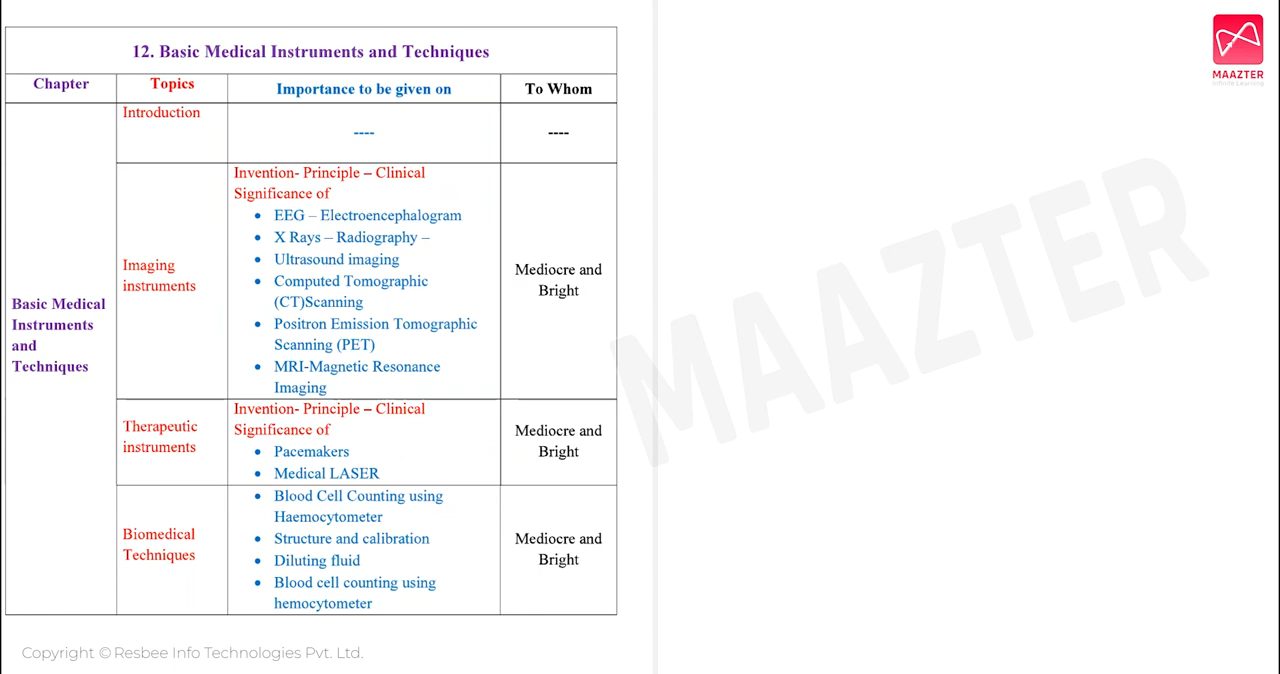 12. Basic Medical Instruments and Techniques
Chapter
Topics
Importance to be given on
To Whom
Basic Medical
Instruments
and
Techniques
Introduction
----
----
Imaging
instruments
Invention- Principle – Clinical
Significance of
• EEG – Electroencephalogram
• X Rays – Radiography –
• Ultrasound imaging
• Computed Tomographic
(CT)Scanning
• Positron Emission Tomographic
Scanning (PET)
• MRI-Magnetic Resonance
Imaging
Mediocre and
Bright
Therapeutic
instruments
Invention- Principle – Clinical
Significance of
• Pacemakers
• Medical LASER
Mediocre and
Bright
Biomedical
Techniques
• Blood Cell Counting using
Haemocytometer
• Structure and calibration
• Diluting fluid
• Blood cell counting using
hemocytometer
Mediocre and
Bright
Copyright © Resbee Info Technologies Pvt. Ltd.
MAAZTER
MAAZTER
Infinite Learning